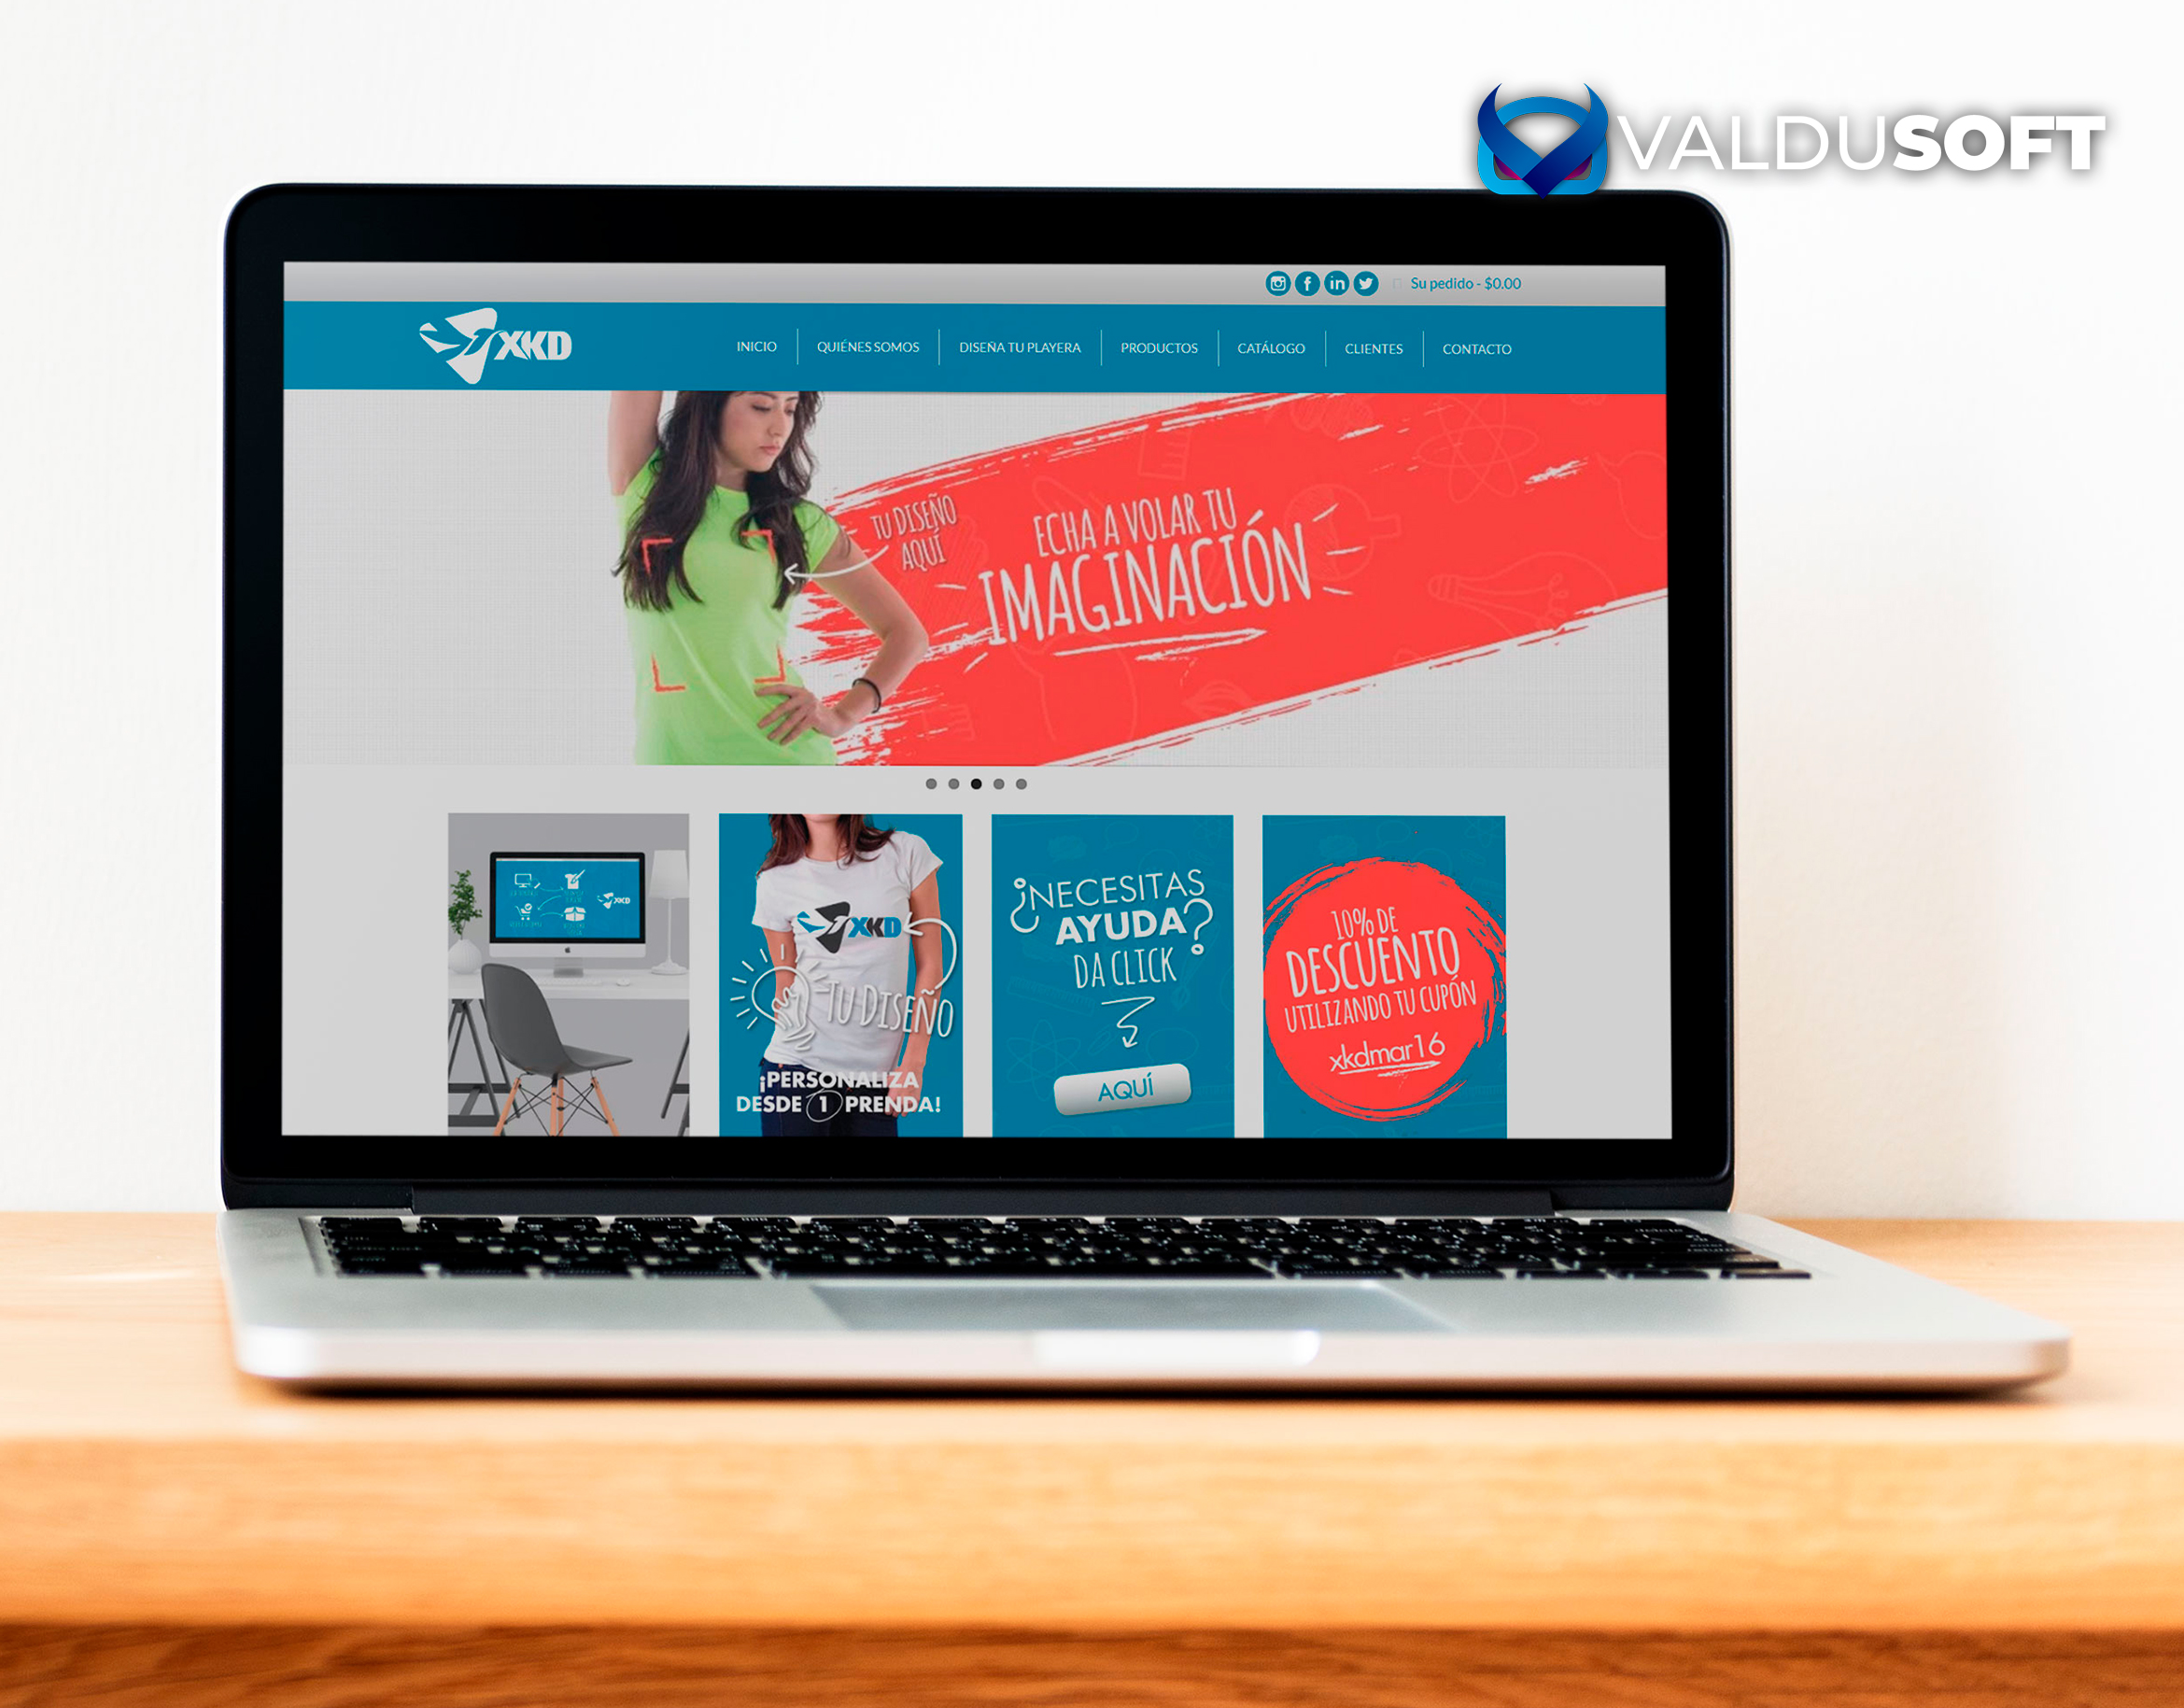 VALDUSOFT
Su pedido - $0.00
XKD
INICIO
QUIÉNES SOMOS
DISEÑA TU PLAYERA
PRODUCTOS
CATÁLOGO
CLIENTES
CONTACTO
TU DISEÑO
AQUÍ
ECHA A VOLAR TU
IMAGINACIÓN
XKD
XKD
TU DISEÑO
¡PERSONALIZA
DESDE 1 PRENDA!
¿NECESITAS
AYUDA?
DA CLICK
AQUÍ
10% DE
DESCUENTO
UTILIZANDO TU CUPÓN
xkdmar16